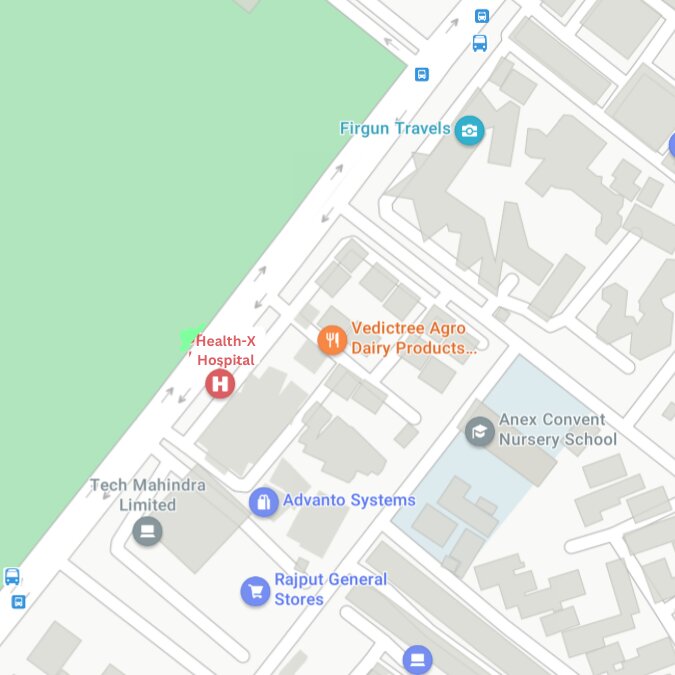 Firgun Travels
Vedictree Agro
Dairy Products...
Health-X
Hospital
H
Anex Convent
Nursery School
Tech Mahindra
Limited
Advanto Systems
Rajput General
Stores